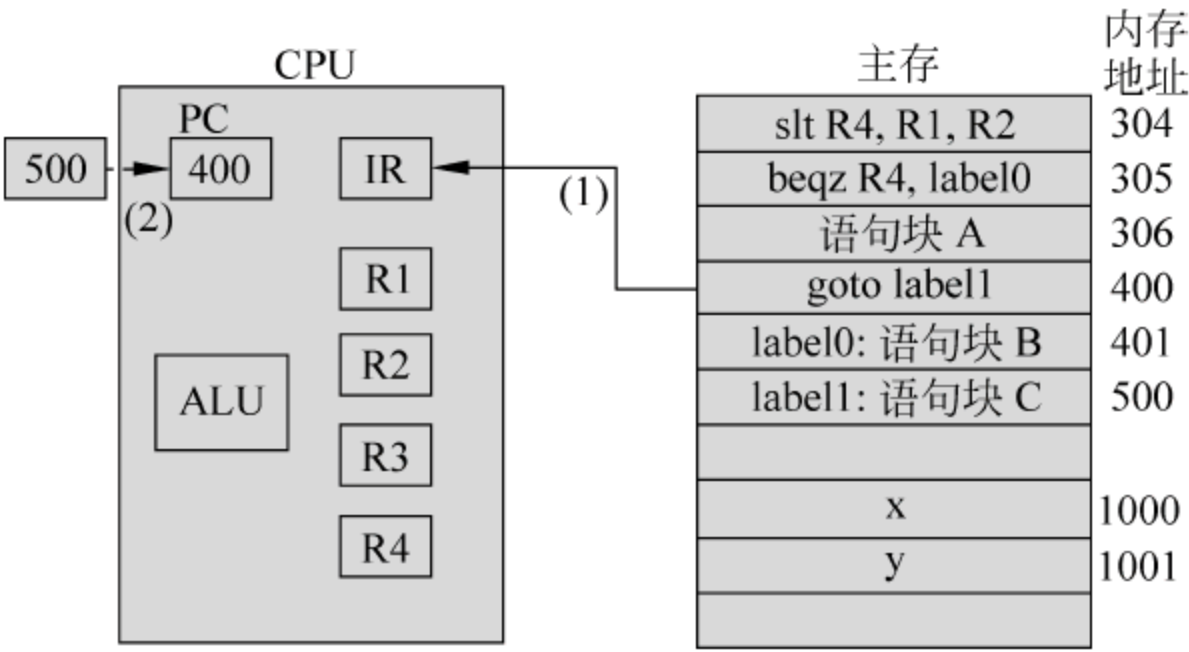 CPU
PC
500
400
IR
(1)
(2)
R1
R2
ALU
R3
R4
主存
内存
地址
slt R4, R1, R2
304
beqz R4, label0
305
语句块 A
306
goto label1
400
label0: 语句块 B
401
label1: 语句块 C
500
x
1000
y
1001